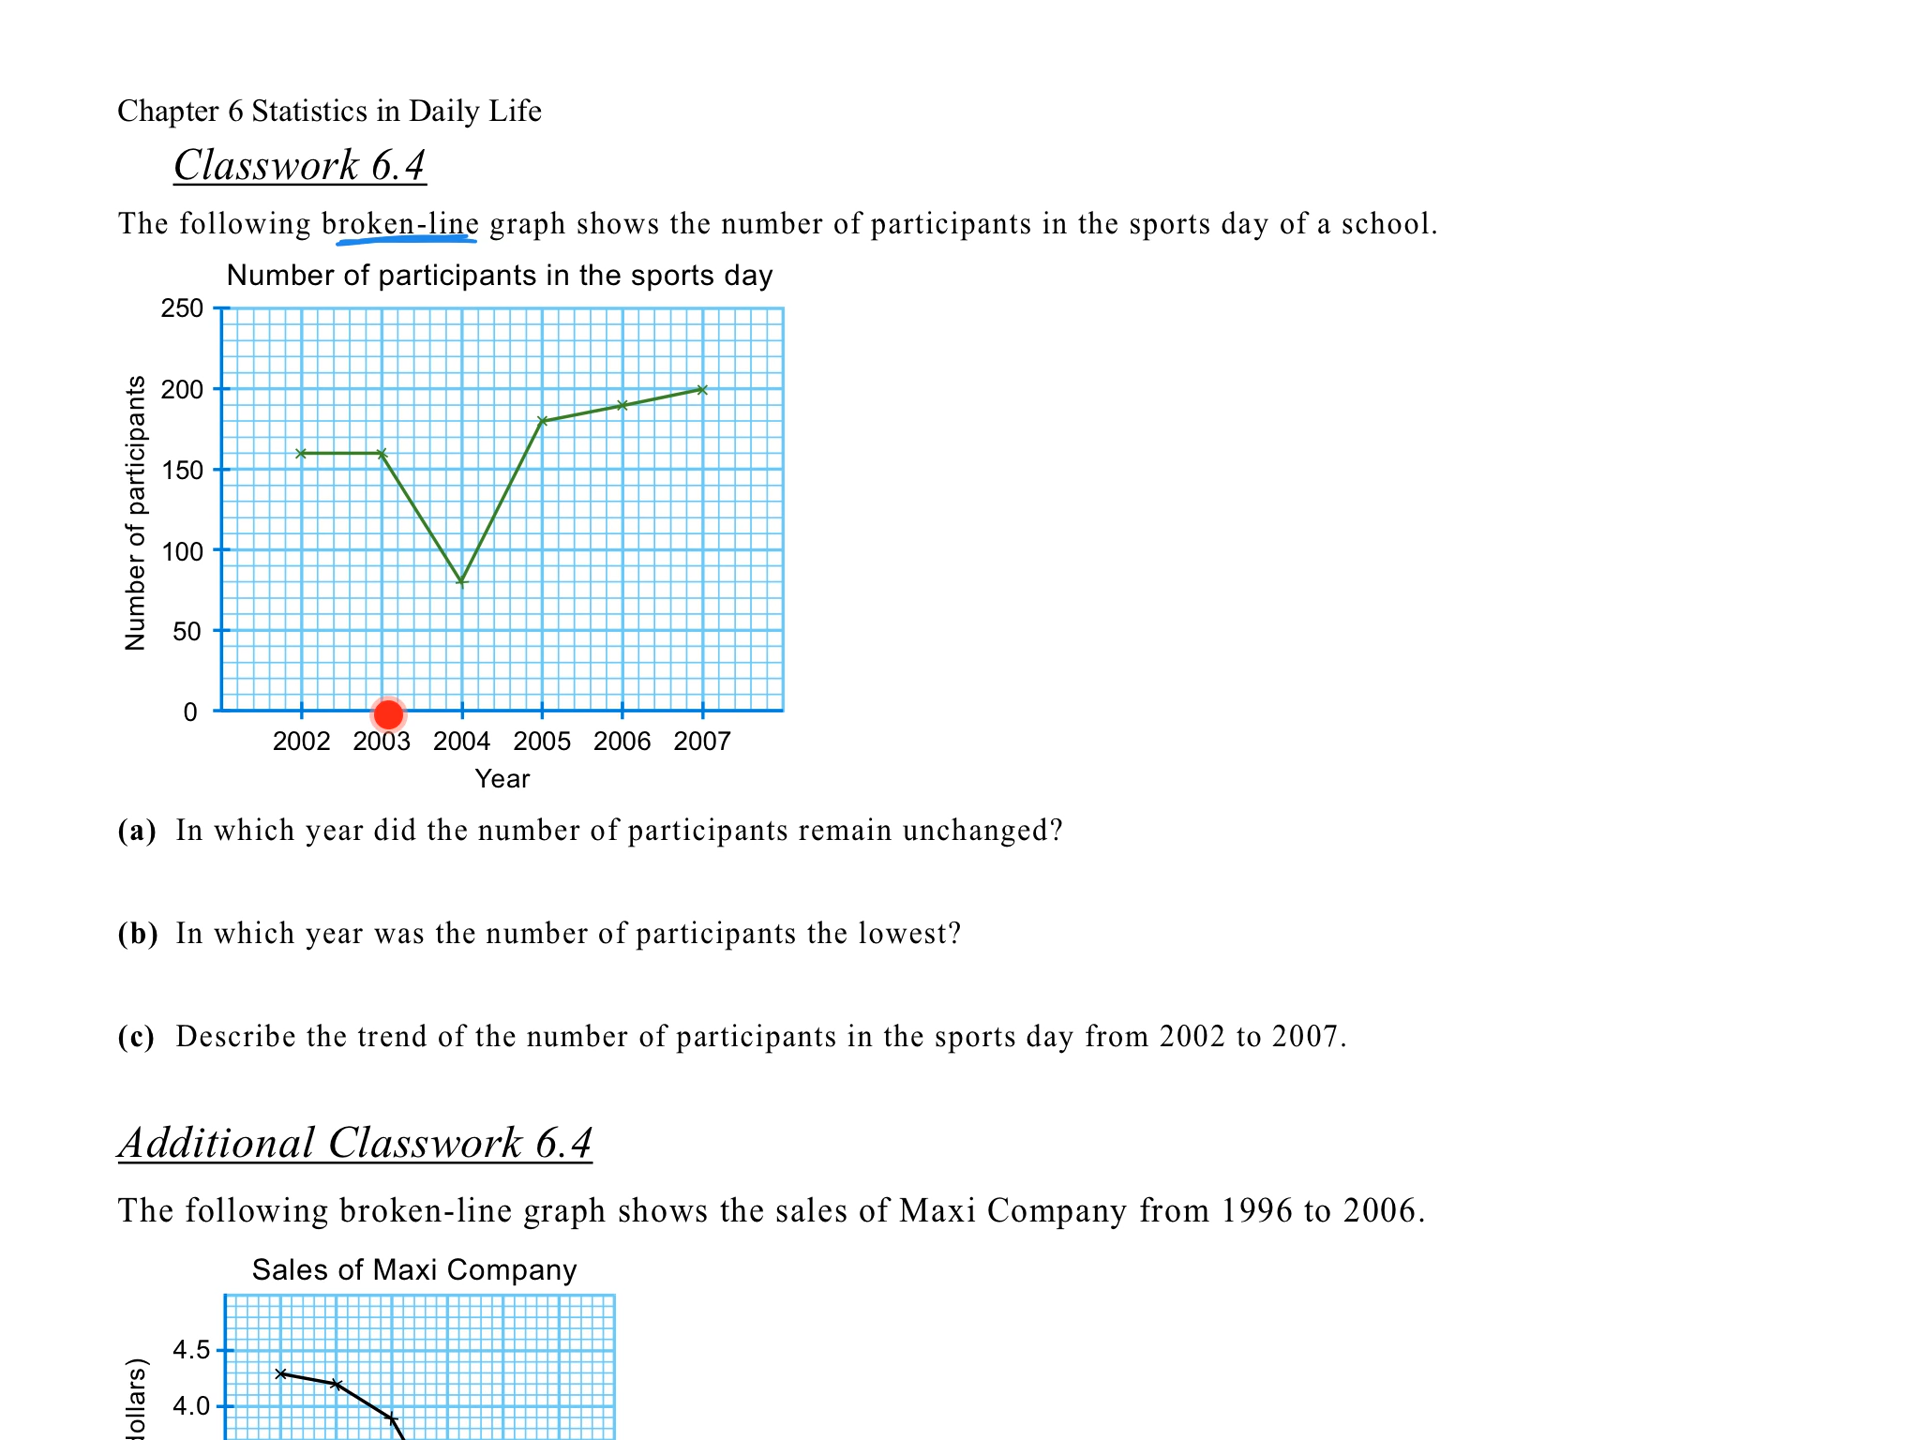 Chapter 6 Statistics in Daily Life
Classwork 6.4
The following broken-line graph shows the number of participants in the sports day of a school.
Number of participants in the sports day
250
200
150
100
50
0
Number of participants
2002 2003 2004 2005 2006 2007
Year
(a) In which year did the number of participants remain unchanged?
(b) In which year was the number of participants the lowest?
(c) Describe the trend of the number of participants in the sports day from 2002 to 2007.
Additional Classwork 6.4
The following broken-line graph shows the sales of Maxi Company from 1996 to 2006.
Sales of Maxi Company
4.5
4.0
dollars)